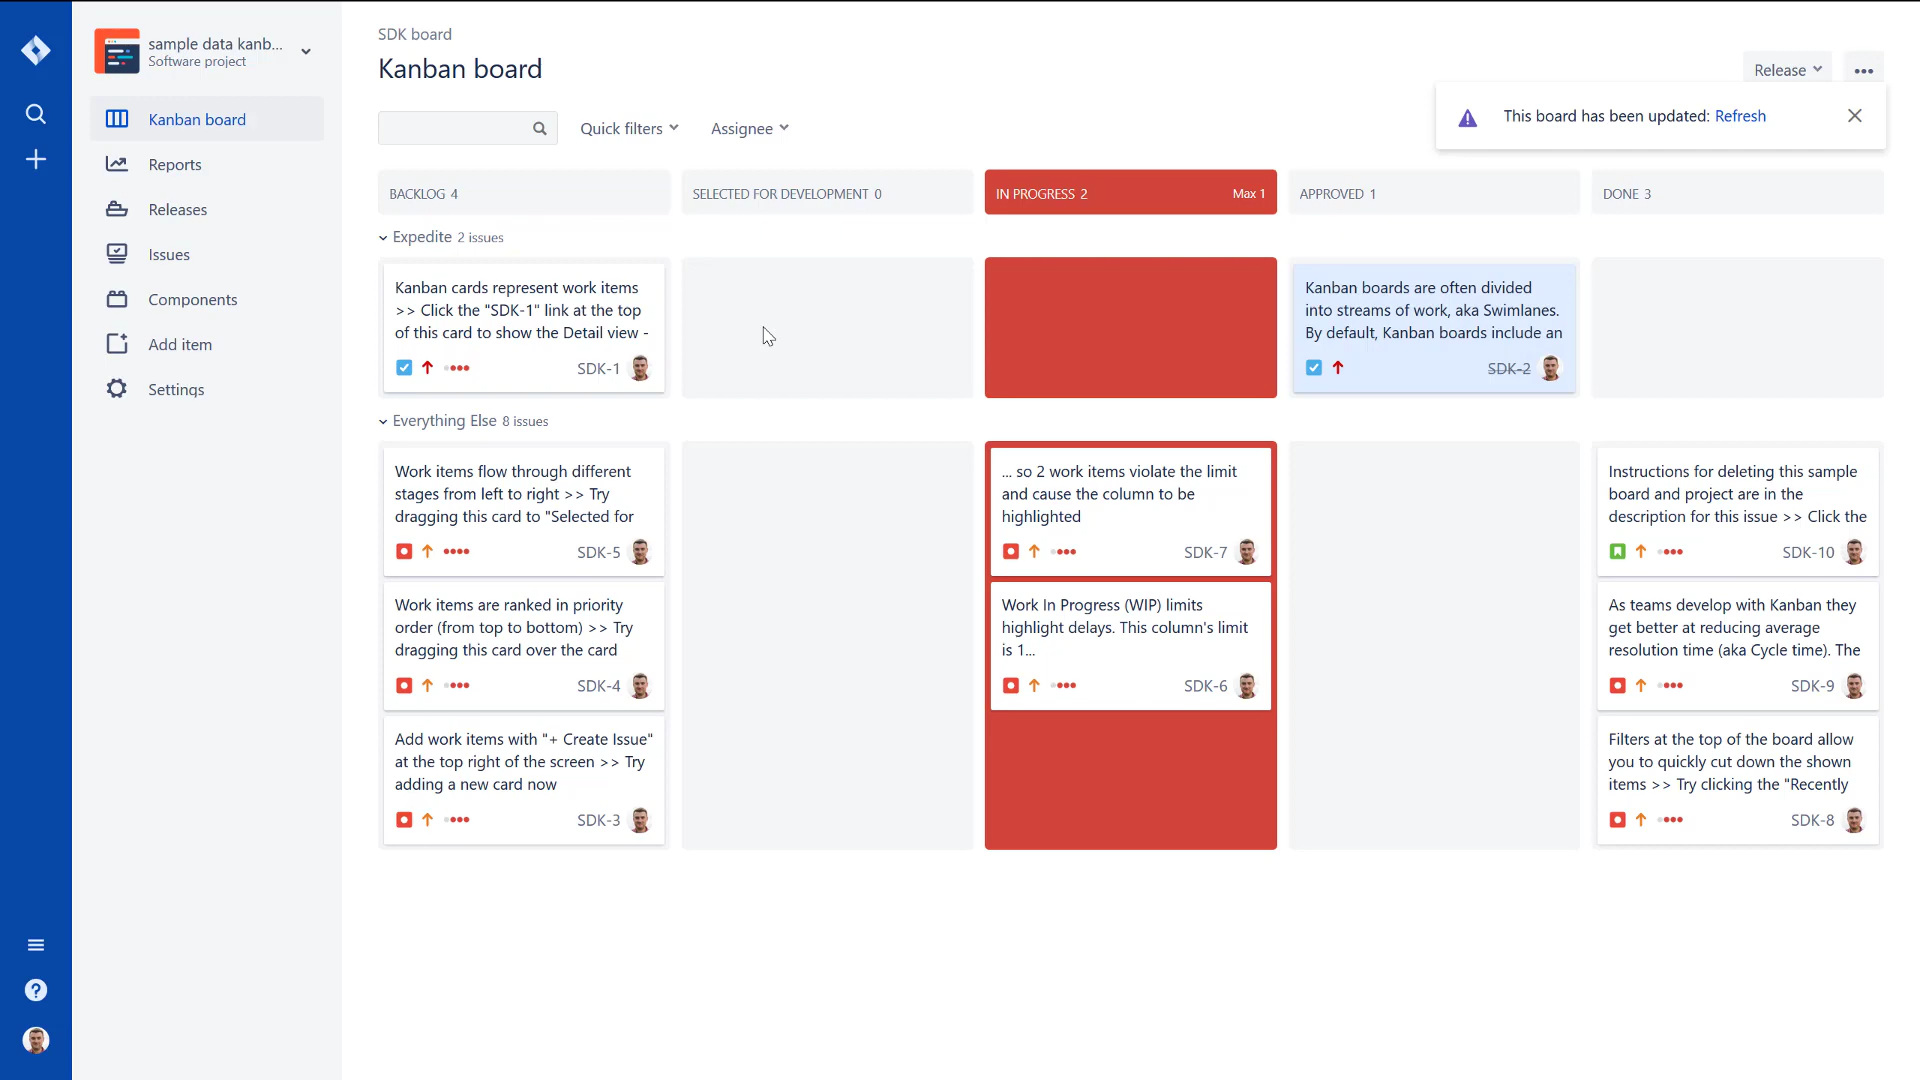 sample data kanb...
Software project
Kanban board
Reports
Releases
Issues
Components
Add item
Settings
SDK board
Kanban board
Release
This board has been updated: Refresh
Quick filters
Assignee
BACKLOG 4
SELECTED FOR DEVELOPMENT 0
IN PROGRESS 2
Max 1
APPROVED 1
DONE 3
Expedite 2 issues
Kanban cards represent work items
>> Click the "SDK-1" link at the top
of this card to show the Detail view -
SDK-1
Kanban boards are often divided
into streams of work, aka Swimlanes.
By default, Kanban boards include an
SDK-2
Everything Else 8 issues
Work items flow through different
stages from left to right >> Try
dragging this card to "Selected for
SDK-5
Work items are ranked in priority
order (from top to bottom) >> Try
dragging this card over the card
SDK-4
Add work items with "+ Create Issue"
at the top right of the screen >> Try
adding a new card now
SDK-3
... so 2 work items violate the limit
and cause the column to be
highlighted
SDK-7
Work In Progress (WIP) limits
highlight delays. This column's limit
is 1...
SDK-6
Instructions for deleting this sample
board and project are in the
description for this issue >> Click the
SDK-10
As teams develop with Kanban they
get better at reducing average
resolution time (aka Cycle time). The
SDK-9
Filters at the top of the board allow
you to quickly cut down the shown
items >> Try clicking the "Recently
SDK-8